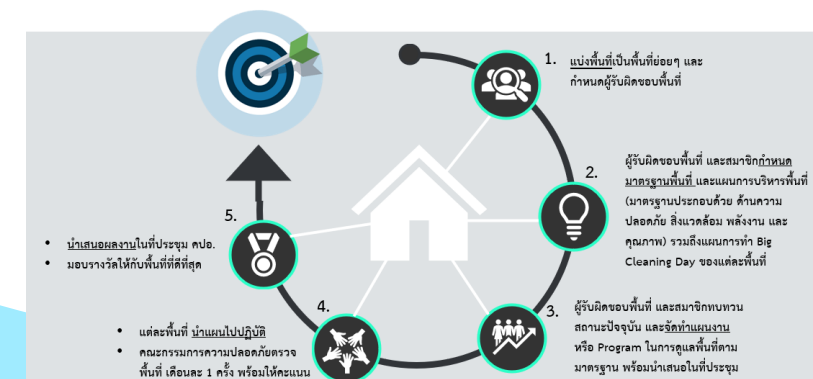 1. แบ่งพื้นที่เป็นพื้นที่ย่อยๆ และ
กำหนดผู้รับผิดชอบพื้นที่
2. ผู้รับผิดชอบพื้นที่ และสมาชิกกำหนด
มาตรฐานพื้นที่ และแผนการบริหารพื้นที่
(มาตรฐานประกอบด้วย ด้านความ
ปลอดภัย สิ่งแวดล้อม พลังงาน และ
คุณภาพ) รวมถึงแผนการทำ Big
Cleaning Day ของแต่ละพื้นที่
3. ผู้รับผิดชอบพื้นที่ และสมาชิกทบทวน
สถานะปัจจุบัน และจัดทำแผนงาน
หรือ Program ในการดูแลพื้นที่ตาม
มาตรฐาน พร้อมนำเสนอในที่ประชุม
4.
• แต่ละพื้นที่ นำแผนไปปฏิบัติ
• คณะกรรมการความปลอดภัยตรวจ
พื้นที่ เดือนละ 1 ครั้ง พร้อมให้คะแนน
5.
• นำเสนอผลงานในที่ประชุม คปอ.
• มอบรางวัลให้กับพื้นที่ที่ดีที่สุด